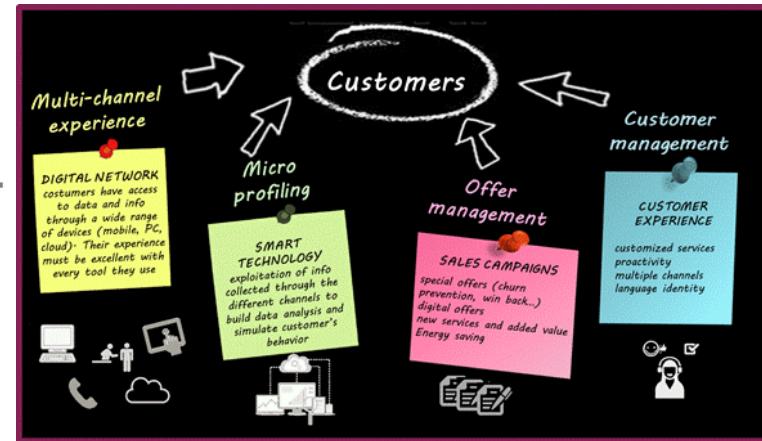 Customers
Multi-channel
experience
DIGITAL NETWORK
costumers have access
to data and info
through a wide range
of devices (mobile, PC,
cloud). Their experience
must be excellent with
every tool they use
Micro
profiling
SMART
TECHNOLOGY
exploitation of info
collected through the
different channels to
build data analysis and
simulate customer's
behavior
Offer
management
SALES CAMPAIGNS
special offers (churn
prevention, win back...)
digital offers
new services and added value
Energy saving
Customer
management
CUSTOMER
EXPERIENCE
customized services
proactivity
multiple channels
language identity